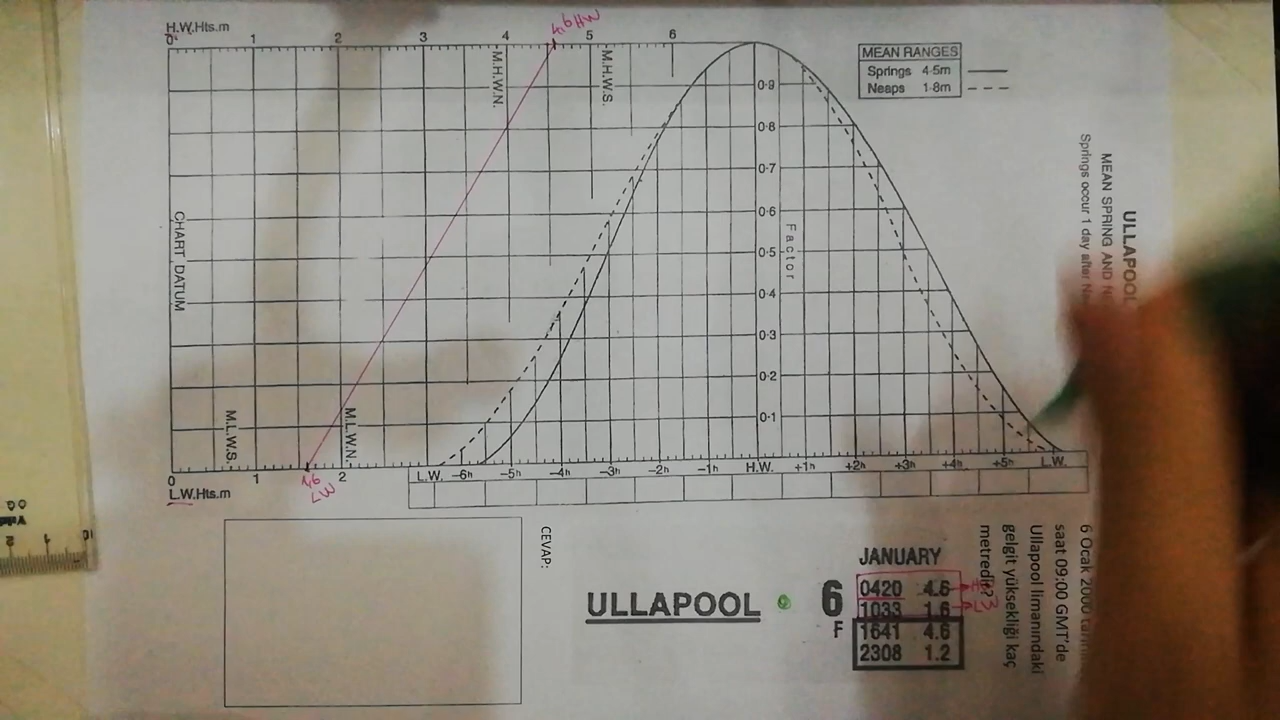 H.W.Hts.m
0 1 2 3 4 5 6
4,6 HW
M.H.W.N.
M.H.W.S.
MEAN RANGES
Springs 4·5m
Neaps 1·8m
ULLAPOOL
MEAN SPRING AND
Springs occur 1 day after
CHART DATUM
Factor
0·9
0·8
0·7
0·6
0·5
0·4
0·3
0·2
0·1
M.L.W.S.
M.L.W.N.
0 1 2
L.W.Hts.m
1,6
LW
L.W. −6h −5h −4h −3h −2h −1h H.W. +1h +2h +3h +4h +5h L.W.
CEVAP:
ULLAPOOL
JANUARY
6
F
0420 4.6
1033 1.6
1641 4.6
2308 1.2
6 Ocak 2000
saat 09:00 GMT'de
Ullapool limanındaki
gelgit yüksekliği kaç
metredir?